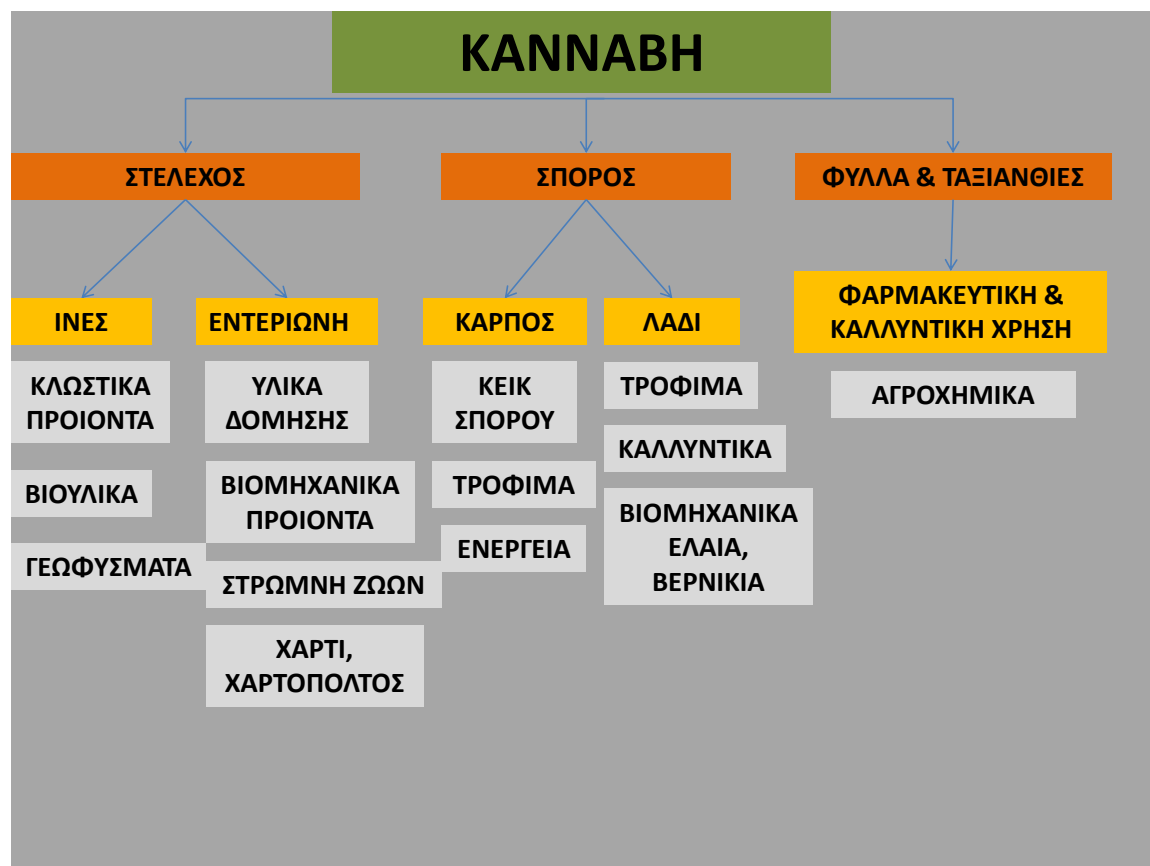 ΚΑΝΝΑΒΗ
ΣΤΕΛΕΧΟΣ
ΣΠΟΡΟΣ
ΦΥΛΛΑ & ΤΑΞΙΑΝΘΙΕΣ
ΙΝΕΣ
ΕΝΤΕΡΙΩΝΗ
ΚΑΡΠΟΣ
ΛΑΔΙ
ΦΑΡΜΑΚΕΥΤΙΚΗ &
ΚΑΛΛΥΝΤΙΚΗ ΧΡΗΣΗ
ΚΛΩΣΤΙΚΑ
ΠΡΟΙΟΝΤΑ
ΒΙΟΥΛΙΚΑ
ΓΕΩΦΥΣΜΑΤΑ
ΥΛΙΚΑ
ΔΟΜΗΣΗΣ
ΒΙΟΜΗΧΑΝΙΚΑ
ΠΡΟΙΟΝΤΑ
ΣΤΡΩΜΝΗ ΖΩΩΝ
ΧΑΡΤΙ,
ΧΑΡΤΟΠΟΛΤΟΣ
ΚΕΙΚ
ΣΠΟΡΟΥ
ΤΡΟΦΙΜΑ
ΕΝΕΡΓΕΙΑ
ΤΡΟΦΙΜΑ
ΚΑΛΛΥΝΤΙΚΑ
ΒΙΟΜΗΧΑΝΙΚΑ
ΕΛΑΙΑ,
ΒΕΡΝΙΚΙΑ
ΑΓΡΟΧΗΜΙΚΑ